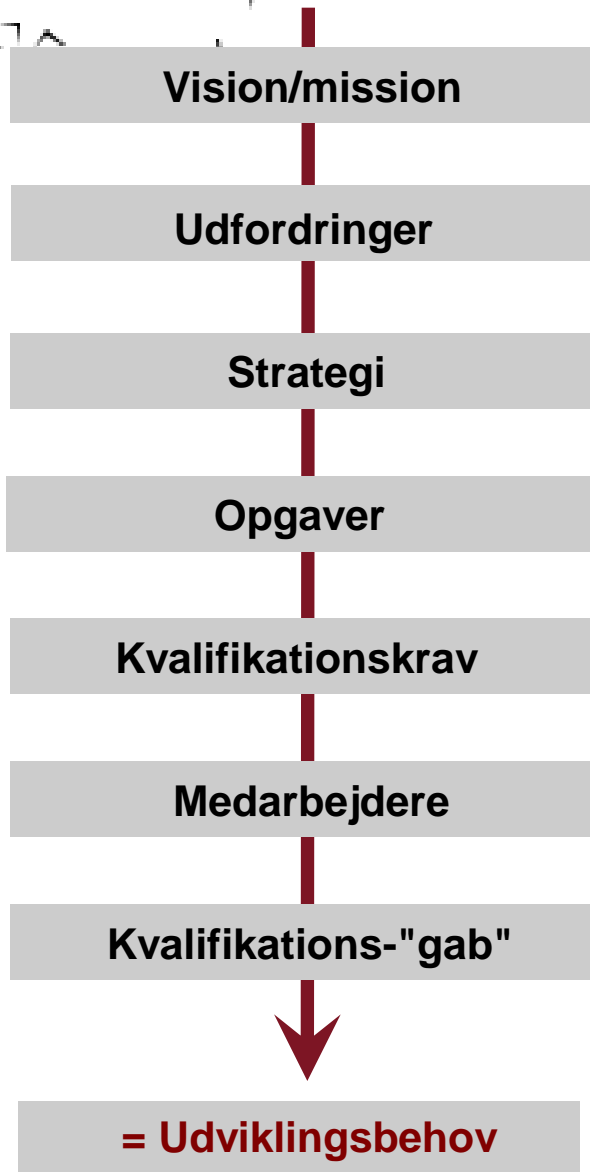 Vision/mission
Udfordringer
Strategi
Opgaver
Kvalifikationskrav
Medarbejdere
Kvalifikations-"gab"
= Udviklingsbehov